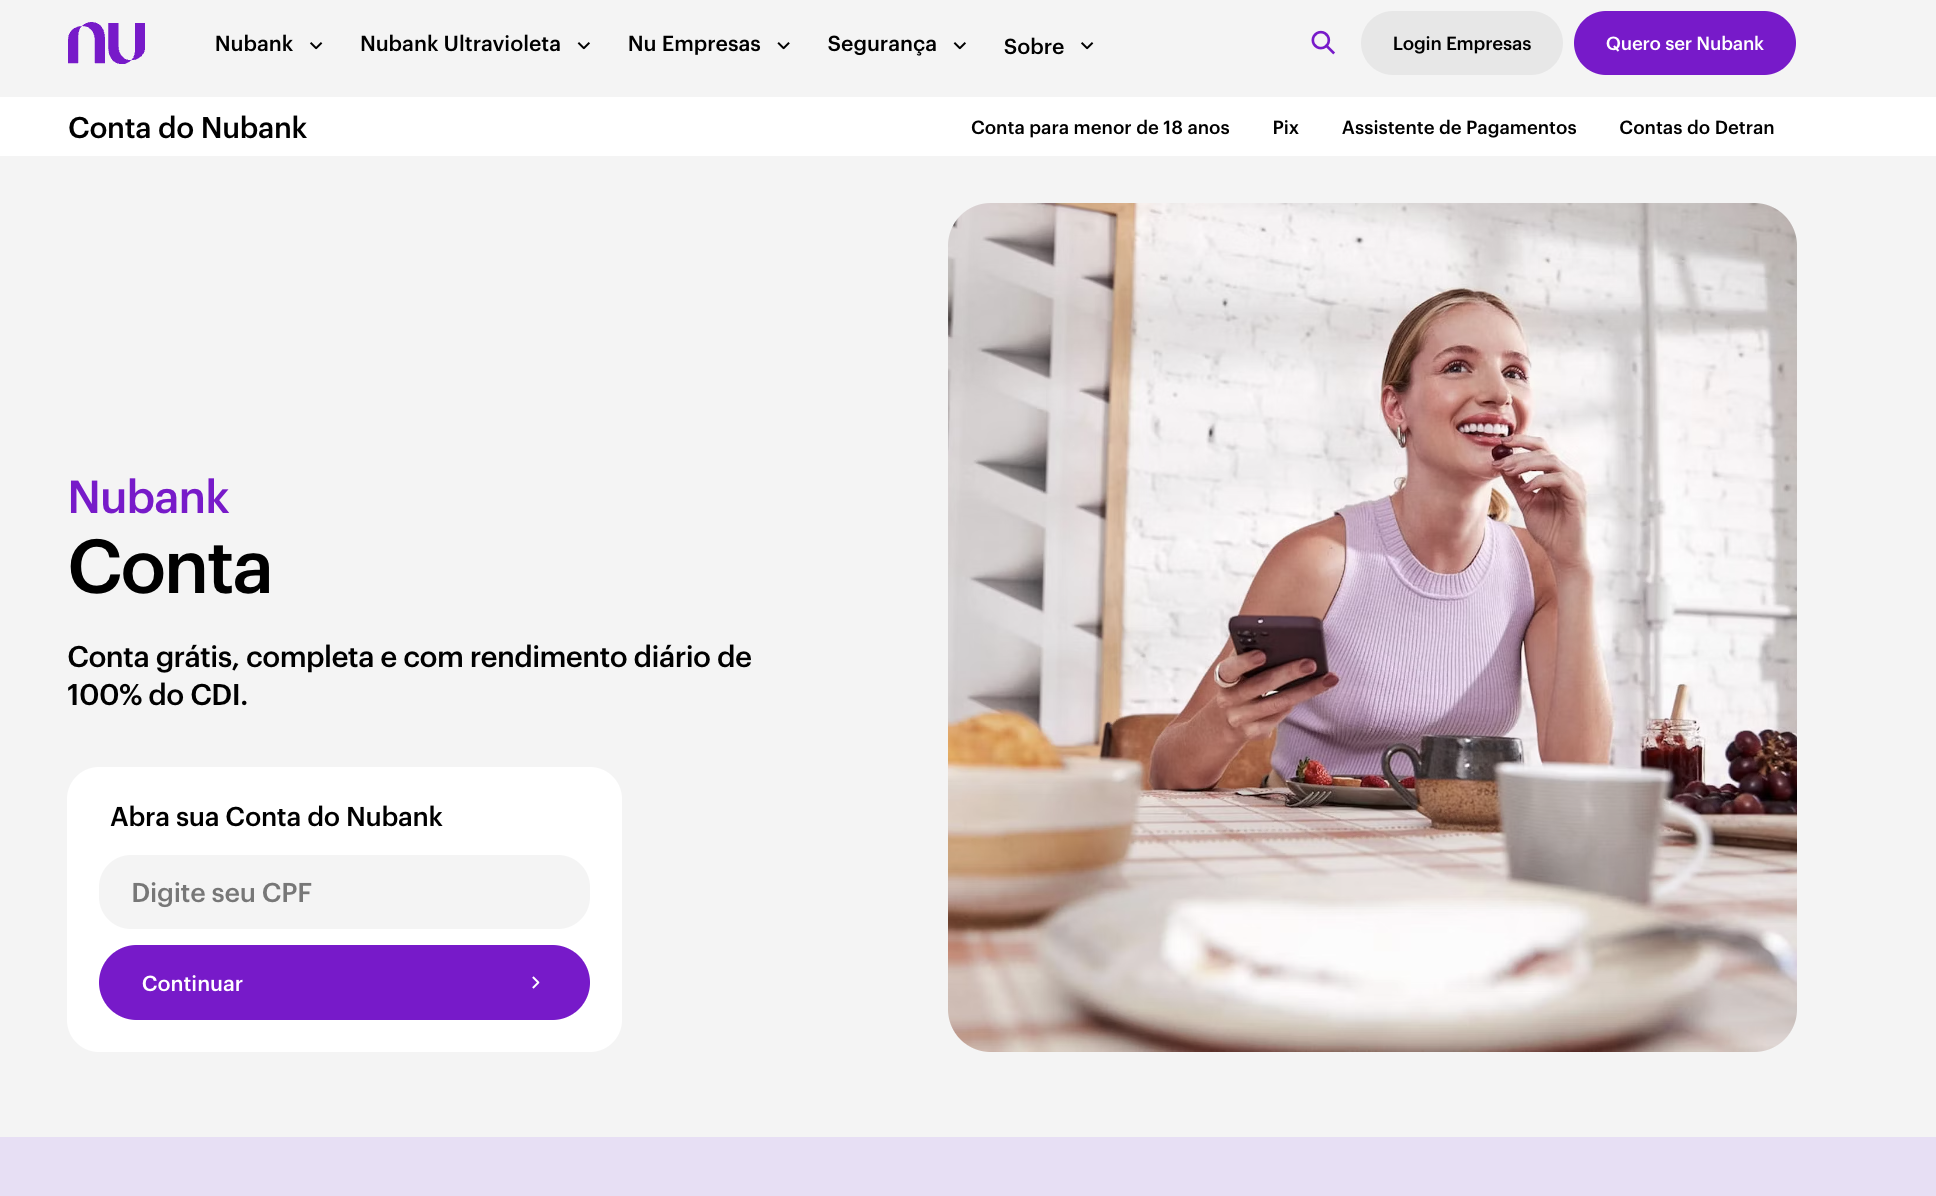 nu
Nubank
Nubank Ultravioleta
Nu Empresas
Segurança
Sobre
Login Empresas
Quero ser Nubank
Conta do Nubank
Conta para menor de 18 anos
Pix
Assistente de Pagamentos
Contas do Detran
Nubank
Conta
Conta grátis, completa e com rendimento diário de
100% do CDI.
Abra sua Conta do Nubank
Digite seu CPF
Continuar